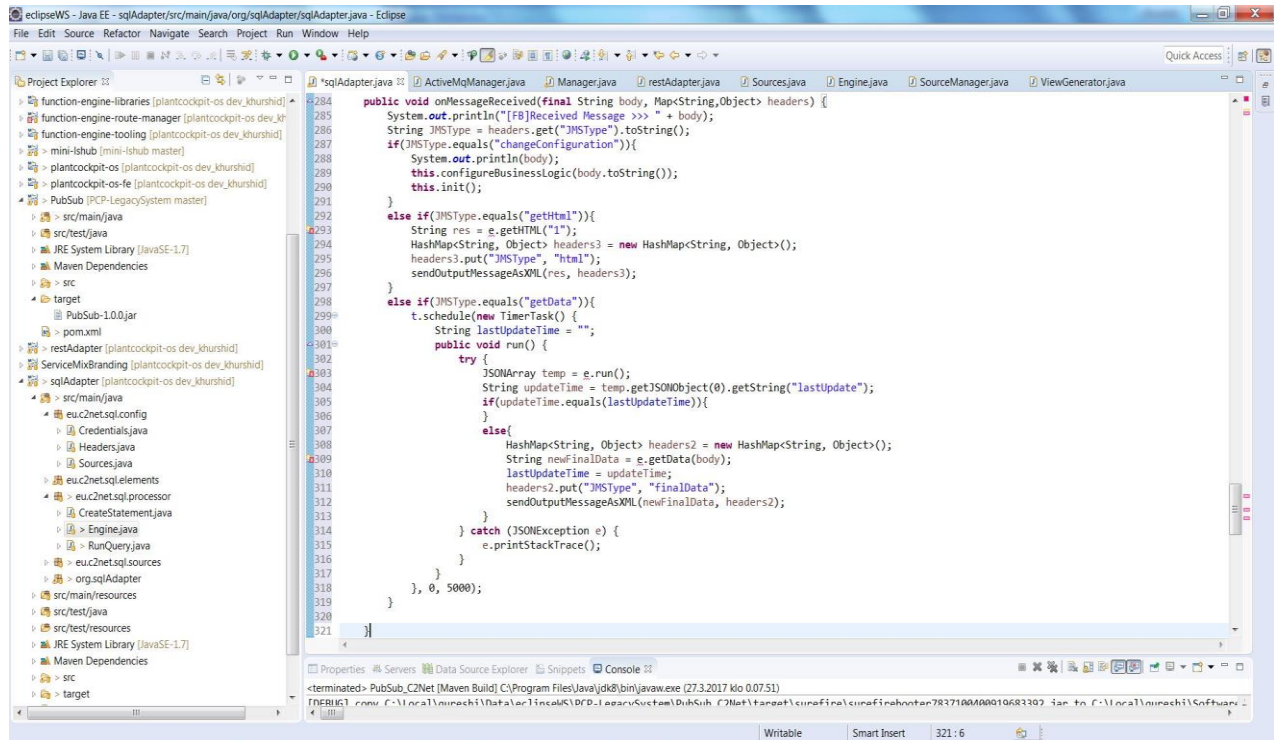 eclipseWS - Java EE - sqlAdapter/src/main/java/org/sqlAdapter/sqlAdapter.java - Eclipse
File Edit Source Refactor Navigate Search Project Run Window Help
Quick Access
Project Explorer
function-engine-libraries [plantcockpit-os dev_khurshid]
function-engine-route-manager [plantcockpit-os dev_kh
function-engine-tooling [plantcockpit-os dev_khurshid]
> mini-lshub [mini-lshub master]
> plantcockpit-os [plantcockpit-os dev_khurshid]
> plantcockpit-os-fe [plantcockpit-os dev_khurshid]
> PubSub [PCP-LegacySystem master]
> src/main/java
src/test/java
JRE System Library [JavaSE-1.7]
Maven Dependencies
> src
target
PubSub-1.0.0.jar
> pom.xml
> restAdapter [plantcockpit-os dev_khurshid]
ServiceMixBranding [plantcockpit-os dev_khurshid]
> sqlAdapter [plantcockpit-os dev_khurshid]
> src/main/java
eu.c2net.sql.config
Credentials.java
Headers.java
Sources.java
eu.c2net.sql.elements
> eu.c2net.sql.processor
CreateStatement.java
> Engine.java
> RunQuery.java
> eu.c2net.sql.sources
> org.sqlAdapter
src/main/resources
src/test/java
src/test/resources
JRE System Library [JavaSE-1.7]
Maven Dependencies
> src
> target
*sqlAdapter.java ActiveMqManager.java Manager.java restAdapter.java Sources.java Engine.java SourceManager.java ViewGenerator.java
284 public void onMessageReceived(final String body, Map<String,Object> headers) {
285 System.out.println("[FB]Received Message >>> " + body);
286 String JMSType = headers.get("JMSType").toString();
287 if(JMSType.equals("changeConfiguration")){
288 System.out.println(body);
289 this.configureBusinessLogic(body.toString());
290 this.init();
291 }
292 else if(JMSType.equals("getHtml")){
293 String res = e.getHTML("1");
294 HashMap<String, Object> headers3 = new HashMap<String, Object>();
295 headers3.put("JMSType", "html");
296 sendOutputMessageAsXML(res, headers3);
297 }
298 else if(JMSType.equals("getData")){
299 t.schedule(new TimerTask() {
300 String lastUpdateTime = "";
301 public void run() {
302 try {
303 JSONArray temp = e.run();
304 String updateTime = temp.getJSONObject(0).getString("lastUpdate");
305 if(updateTime.equals(lastUpdateTime)){
306 }
307 else{
308 HashMap<String, Object> headers2 = new HashMap<String, Object>();
309 String newFinalData = e.getData(body);
310 lastUpdateTime = updateTime;
311 headers2.put("JMSType", "finalData");
312 sendOutputMessageAsXML(newFinalData, headers2);
313 }
314 } catch (JSONException e) {
315 e.printStackTrace();
316 }
317 }
318 }, 0, 5000);
319 }
320
321 }
Properties Servers Data Source Explorer Snippets Console
<terminated> PubSub_C2Net [Maven Build] C:\Program Files\Java\jdk8\bin\javaw.exe (27.3.2017 klo 0.07.51)
[DEBUG] copy C:\Local\qureshi\Data\eclipseWS\PCP-LegacySystem\PubSub_C2Net\target\surefire\surefirebooter7837100400919683392.jar to C:\Local\qureshi\Software
Writable Smart Insert 321 : 6